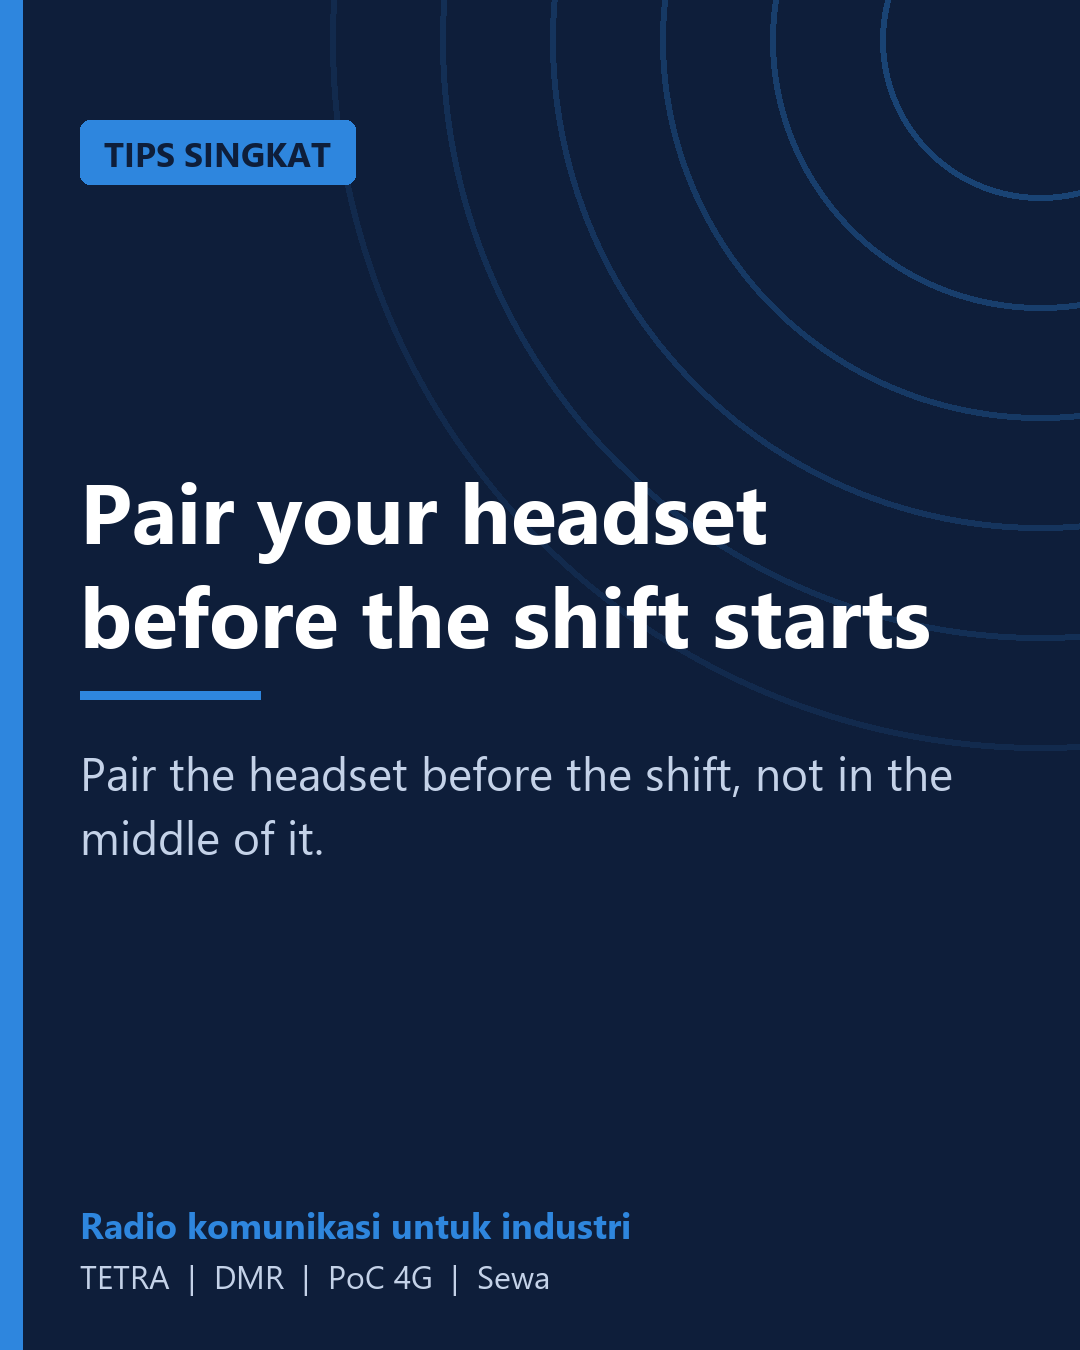 TIPS SINGKAT
Pair your headset
before the shift starts
Pair the headset before the shift, not in the
middle of it.
Radio komunikasi untuk industri
TETRA | DMR | PoC 4G | Sewa